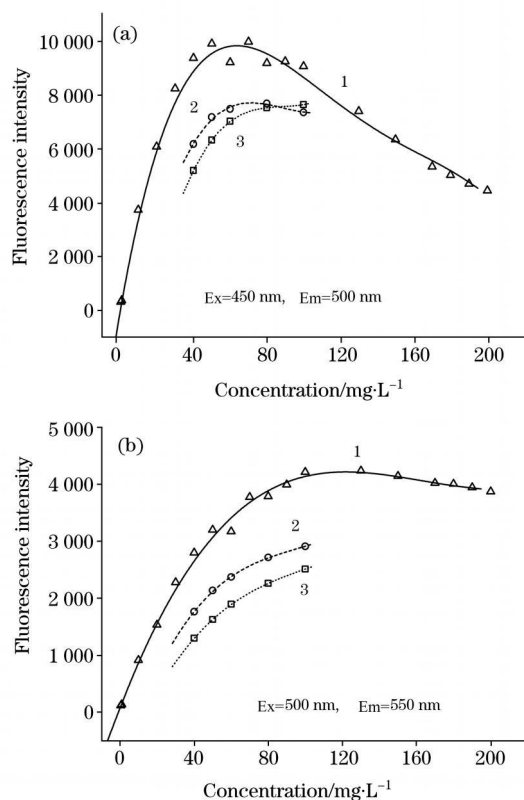 (a)
10 000
8 000
6 000
4 000
2 000
0
Fluorescence intensity
1
2
3
Ex=450 nm, Em=500 nm
0 40 80 120 160 200
Concentration/mg·L⁻¹
(b)
5 000
4 000
3 000
2 000
1 000
0
Fluorescence intensity
1
2
3
Ex=500 nm, Em=550 nm
0 40 80 120 160 200
Concentration/mg·L⁻¹